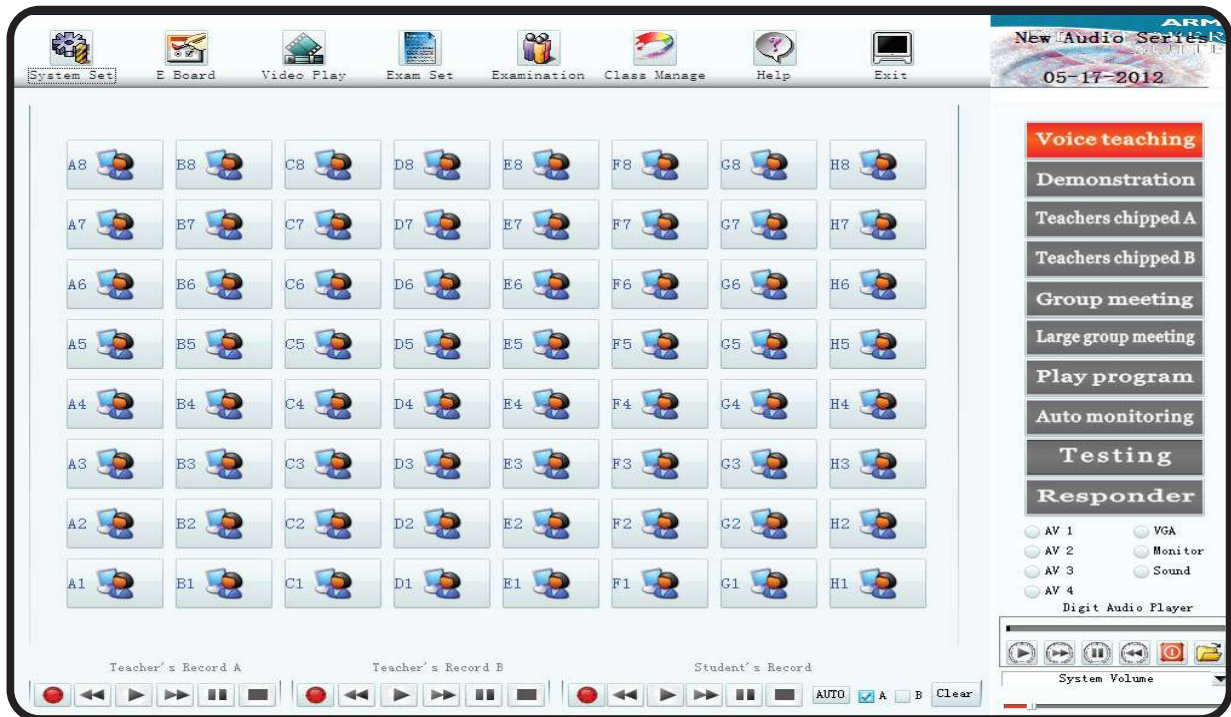 System Set E Board Video Play Exam Set Examination Class Manage Help Exit
ARM
New Audio Series
05-17-2012
A8 B8 C8 D8 E8 F8 G8 H8
A7 B7 C7 D7 E7 F7 G7 H7
A6 B6 C6 D6 E6 F6 G6 H6
A5 B5 C5 D5 E5 F5 G5 H5
A4 B4 C4 D4 E4 F4 G4 H4
A3 B3 C3 D3 E3 F3 G3 H3
A2 B2 C2 D2 E2 F2 G2 H2
A1 B1 C1 D1 E1 F1 G1 H1
Teacher's Record A Teacher's Record B Student's Record
AUTO A B Clear
Voice teaching
Demonstration
Teachers chipped A
Teachers chipped B
Group meeting
Large group meeting
Play program
Auto monitoring
Testing
Responder
AV 1 VGA
AV 2 Monitor
AV 3 Sound
AV 4
Digit Audio Player
System Volume